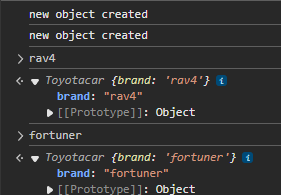 new object created
new object created
> rav4
<· ▼ Toyotacar {brand: 'rav4'} i
brand: "rav4"
▶ [[Prototype]]: Object
> fortuner
<· ▼ Toyotacar {brand: 'fortuner'} i
brand: "fortuner"
▶ [[Prototype]]: Object